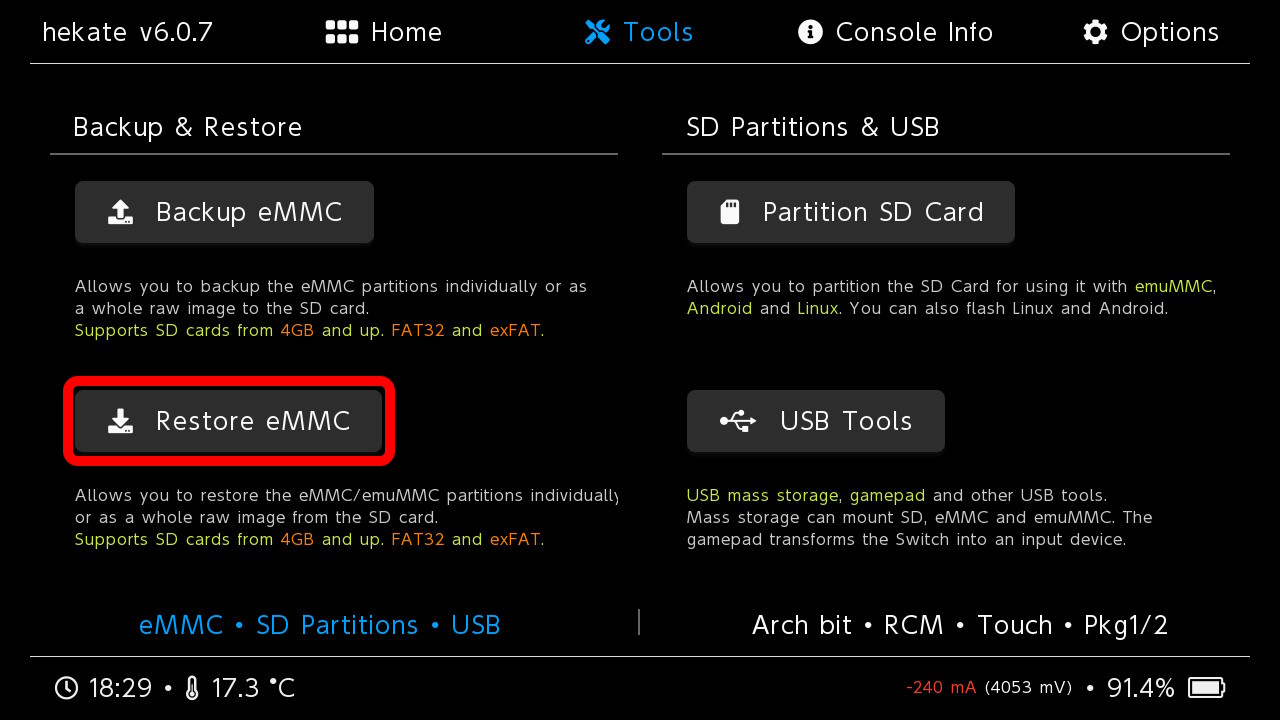 hekate v6.0.7
Home
Tools
Console Info
Options
Backup & Restore
Backup eMMC
Allows you to backup the eMMC partitions individually or as
a whole raw image to the SD card.
Supports SD cards from 4GB and up. FAT32 and exFAT.
Restore eMMC
Allows you to restore the eMMC/emuMMC partitions individually
or as a whole raw image from the SD card.
Supports SD cards from 4GB and up. FAT32 and exFAT.
SD Partitions & USB
Partition SD Card
Allows you to partition the SD Card for using it with emuMMC,
Android and Linux. You can also flash Linux and Android.
USB Tools
USB mass storage, gamepad and other USB tools.
Mass storage can mount SD, eMMC and emuMMC. The
gamepad transforms the Switch into an input device.
eMMC • SD Partitions • USB
Arch bit • RCM • Touch • Pkg1/2
18:29 • 17.3 °C
-240 mA (4053 mV) • 91.4%